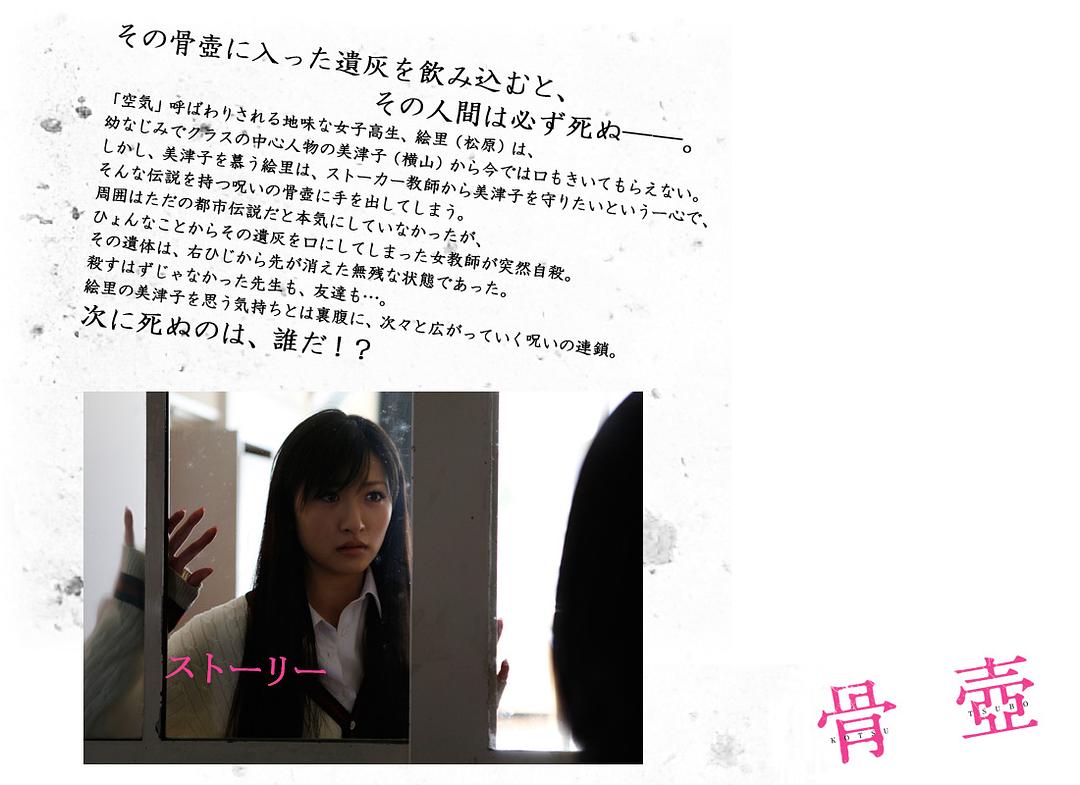 その骨壺に入った遺灰を飲み込むと、
その人間は必ず死ぬ――。
「空気」呼ばわりされる地味な女子高生、絵里（松原）は、
幼なじみでクラスの中心人物の美津子（横山）から今では口もきいてもらえない。
しかし、美津子を慕う絵里は、ストーカー教師から美津子を守りたいという一心で、
そんな伝説を持つ呪いの骨壺に手を出してしまう。
周囲はただの都市伝説だと本気にしていなかったが、
ひょんなことからその遺灰を口にしてしまった女教師が突然自殺。
その遺体は、右ひじから先が消えた無残な状態であった。
殺すはずじゃなかった先生も、友達も…。
絵里の美津子を思う気持ちとは裏腹に、次々と広がっていく呪いの連鎖。
次に死ぬのは、誰だ！？
ストーリー
骨壺
KOTSU TSUBO